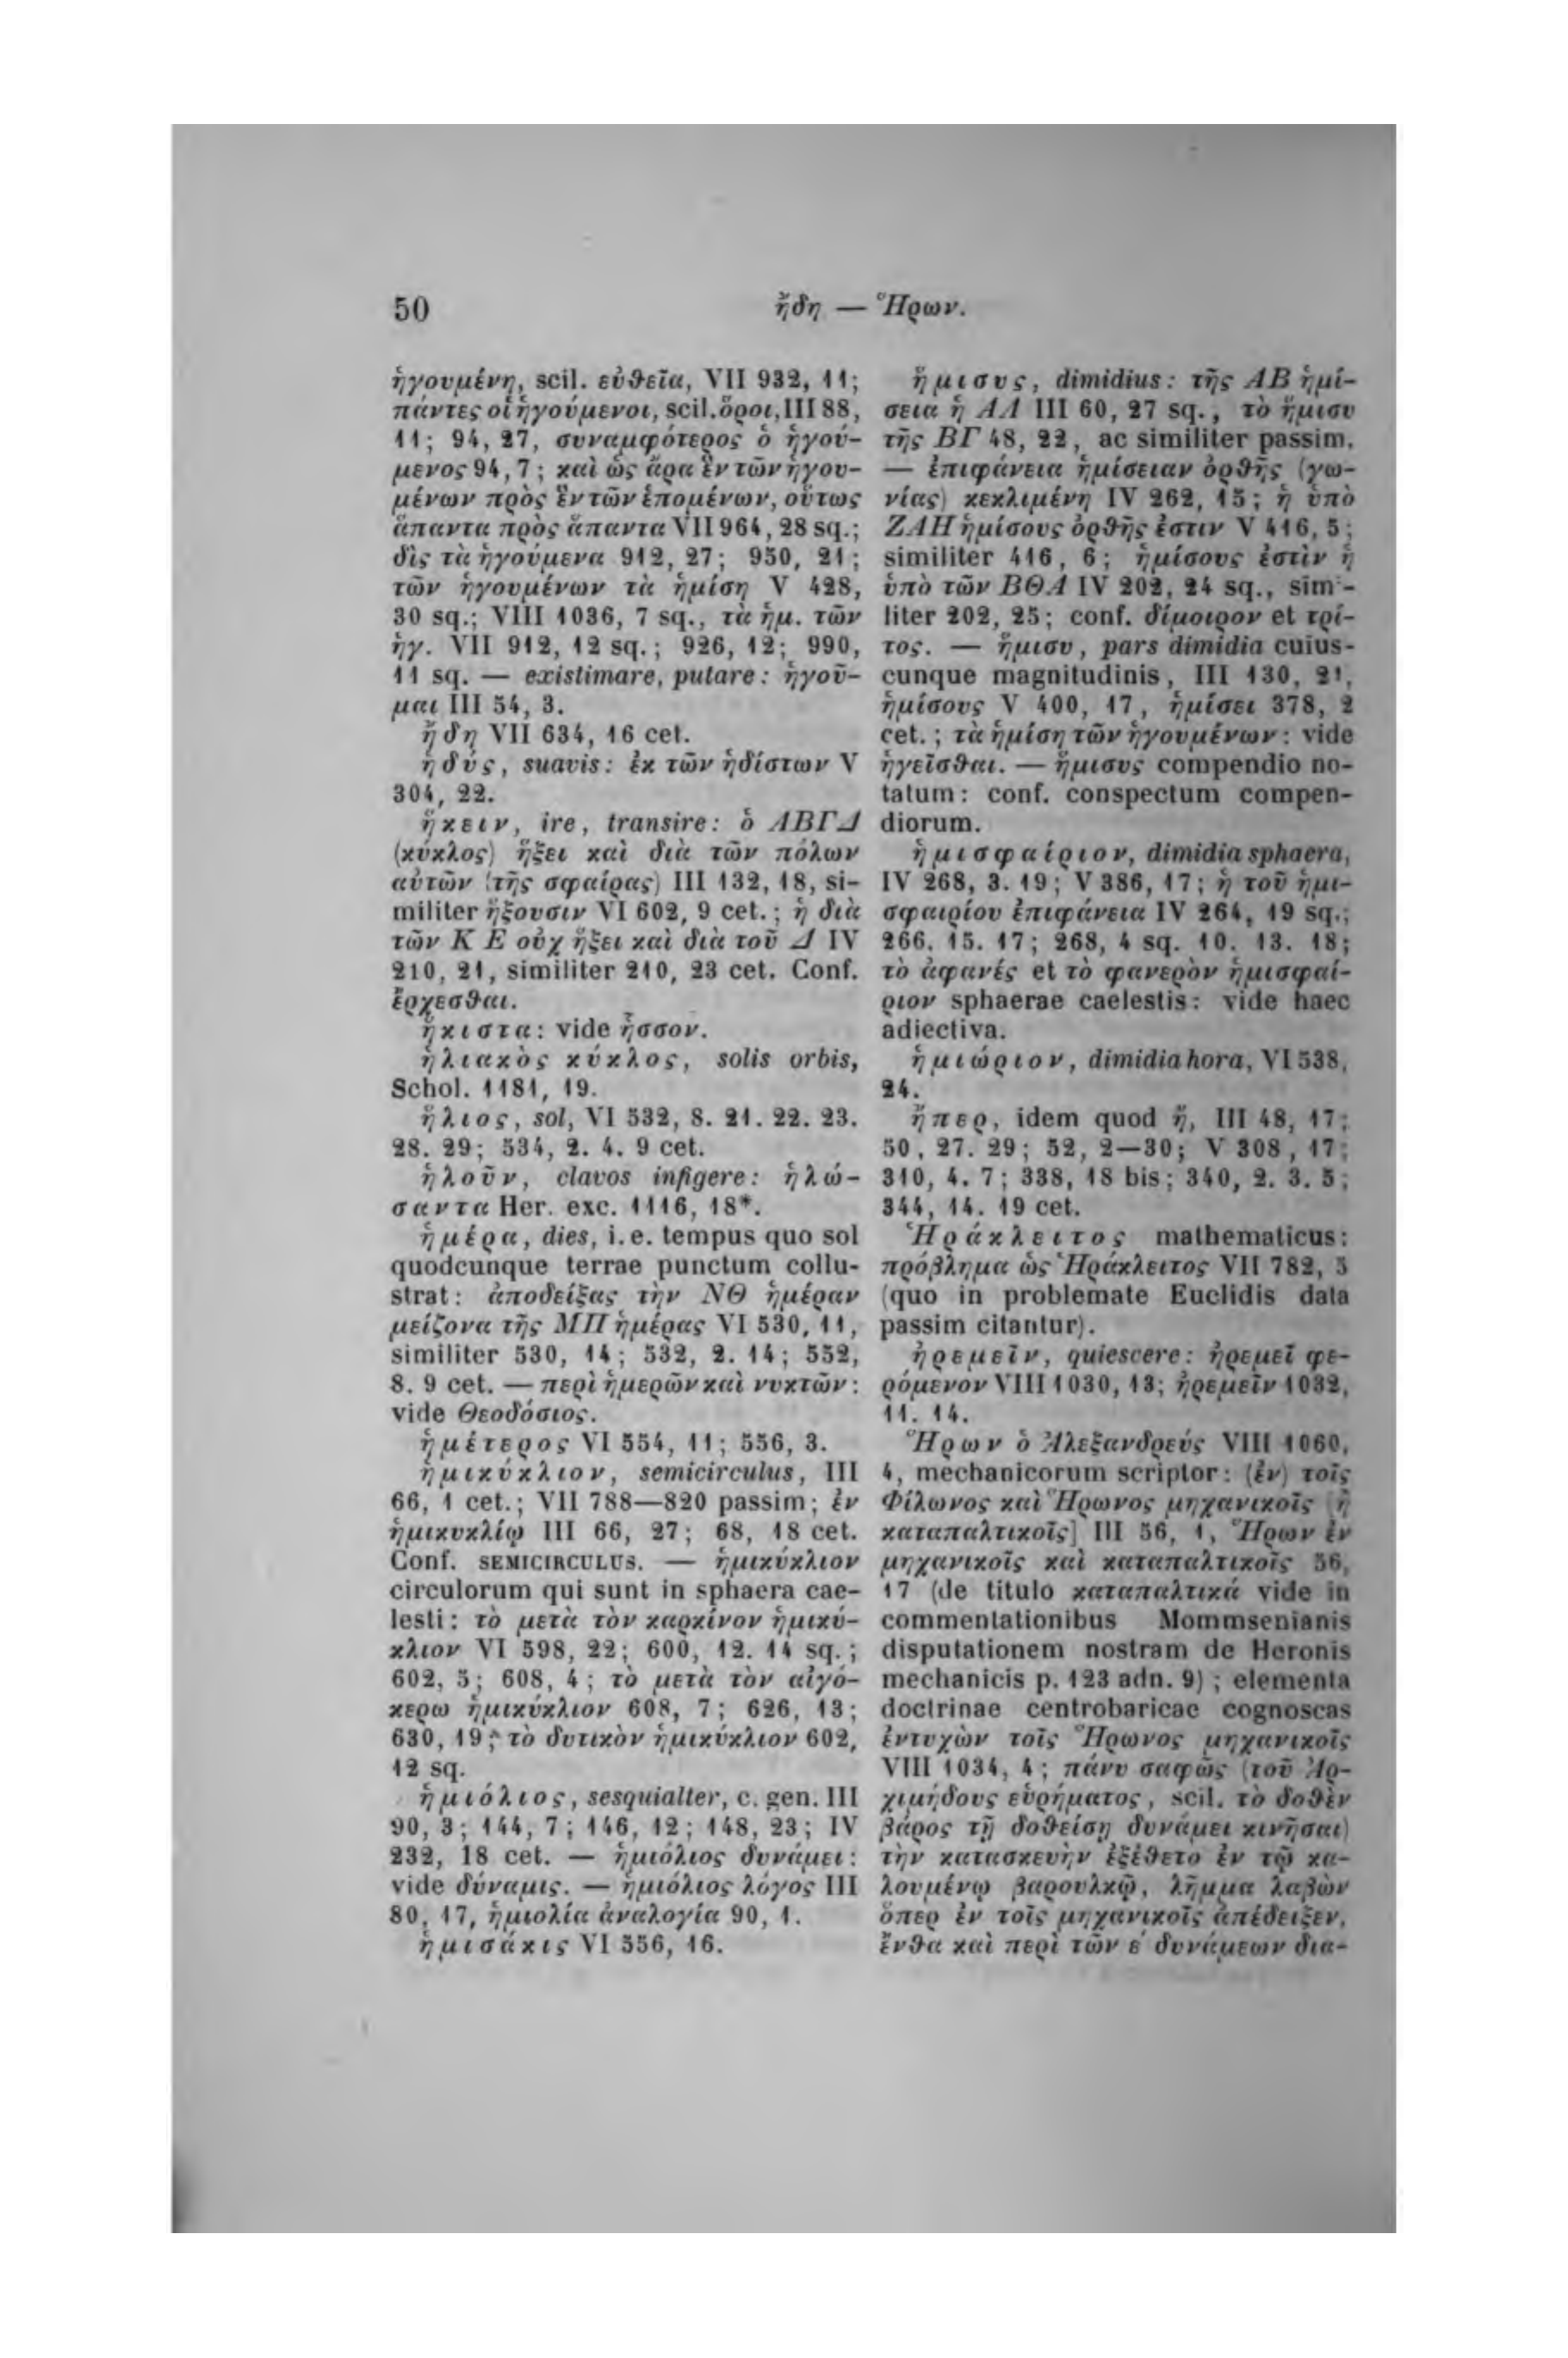 50
ἤδη — Ἥρων.
ἡγουμένη, scil. εὐθεῖα, VII 932, 11;
πάντες οἱ ἡγούμενοι, scil. ὅροι, III 88,
11; 94, 27, συναμφότερος ὁ ἡγού-
μενος 94, 7; καὶ ὡς ἄρα ἓν τῶν ἡγου-
μένων πρὸς ἓν τῶν ἑπομένων, οὕτως
ἅπαντα πρὸς ἅπαντα VII 964, 28 sq.;
δὶς τὰ ἡγούμενα 912, 27; 950, 21;
τῶν ἡγουμένων τὰ ἡμίση V 428,
30 sq.; VIII 1036, 7 sq., τὰ ἡμ. τῶν
ἡγ. VII 912, 12 sq.; 926, 12; 990,
11 sq. — existimare, putare: ἡγοῦ-
μαι III 54, 3.
ἤδη VII 634, 16 cet.
ἡδύς, suavis: ἐκ τῶν ἡδίστων V
304, 22.
ἥκειν, ire, transire: ὁ ΑΒΓΔ
(κύκλος) ἥξει καὶ διὰ τῶν πόλων
αὐτῶν (τῆς σφαίρας) III 132, 18, si-
militer ἥξουσιν VI 602, 9 cet.; ἡ διὰ
τῶν Κ Ε οὐχ ἥξει καὶ διὰ τοῦ Δ IV
210, 21, similiter 210, 23 cet. Conf.
ἔρχεσθαι.
ἥκιστα: vide ἧσσον.
ἡλιακὸς κύκλος, solis orbis,
Schol. 1181, 19.
ἥλιος, sol, VI 532, 8. 21. 22. 23.
28. 29; 534, 2. 4. 9 cet.
ἡλοῦν, clavos infigere: ἡλώ-
σαντα Her. exc. 1116, 18*.
ἡμέρα, dies, i. e. tempus quo sol
quodcunque terrae punctum collu-
strat: ἀποδείξας τὴν ΝΘ ἡμέραν
μείζονα τῆς ΜΠ ἡμέρας VI 530, 11,
similiter 530, 14; 532, 2. 14; 552,
8. 9 cet. — περὶ ἡμερῶν καὶ νυκτῶν:
vide Θεοδόσιος.
ἡμέτερος VI 554, 11; 556, 3.
ἡμικύκλιον, semicirculus, III
66, 1 cet.; VII 788—820 passim; ἐν
ἡμικυκλίῳ III 66, 27; 68, 18 cet.
Conf. SEMICIRCULUS. — ἡμικύκλιον
circulorum qui sunt in sphaera cae-
lesti: τὸ μετὰ τὸν καρκίνον ἡμικύ-
κλιον VI 598, 22; 600, 12. 14 sq.;
602, 5; 608, 4; τὸ μετὰ τὸν αἰγό-
κερω ἡμικύκλιον 608, 7; 626, 13;
630, 19; τὸ δυτικὸν ἡμικύκλιον 602,
12 sq.
ἡμιόλιος, sesquialter, c. gen. III
90, 3; 144, 7; 146, 12; 148, 23; IV
232, 18 cet. — ἡμιόλιος δυνάμει:
vide δύναμις. — ἡμιόλιος λόγος III
80, 17, ἡμιολία ἀναλογία 90, 1.
ἡμισάκις VI 556, 16.
ἥμισυς, dimidius: τῆς ΑΒ ἡμί-
σεια ἡ ΑΛ III 60, 27 sq., τὸ ἥμισυ
τῆς ΒΓ 48, 22, ac similiter passim.
— ἐπιφάνεια ἡμίσειαν ὀρθῆς (γω-
νίας) κεκλιμένη IV 262, 15; ἡ ὑπὸ
ΖΛΗ ἡμίσους ὀρθῆς ἐστιν V 416, 5;
similiter 416, 6; ἡμίσους ἐστὶν ἡ
ὑπὸ τῶν ΒΘΛ IV 202, 24 sq., simi-
liter 202, 25; conf. δίμοιρον et τρί-
τος. — ἥμισυ, pars dimidia cuius-
cunque magnitudinis, III 130, 21,
ἡμίσους V 400, 17, ἡμίσει 378, 2
cet.; τὰ ἡμίση τῶν ἡγουμένων: vide
ἡγεῖσθαι. — ἥμισυς compendio no-
tatum: conf. conspectum compen-
diorum.
ἡμισφαίριον, dimidia sphaera,
IV 268, 3. 19; V 386, 17; ἡ τοῦ ἡμι-
σφαιρίου ἐπιφάνεια IV 264, 19 sq.;
266. 15. 17; 268, 4 sq. 10. 13. 18;
τὸ ἀφανές et τὸ φανερὸν ἡμισφαί-
ριον sphaerae caelestis: vide haec
adiectiva.
ἡμιώριον, dimidia hora, VI 538,
24.
ἤπερ, idem quod ἤ, III 48, 17;
50, 27. 29; 52, 2—30; V 308, 17;
310, 4. 7; 338, 18 bis; 340, 2. 3. 5;
344, 14. 19 cet.
Ἡράκλειτος mathematicus:
πρόβλημα ὡς Ἡράκλειτος VII 782, 5
(quo in problemate Euclidis data
passim citantur).
ἠρεμεῖν, quiescere: ἠρεμεῖ φε-
ρόμενον VIII 1030, 13; ἠρεμεῖν 1032,
11. 14.
Ἥρων ὁ Ἀλεξανδρεύς VIII 1060,
4, mechanicorum scriptor: (ἐν) τοῖς
Φίλωνος καὶ Ἥρωνος μηχανικοῖς [ἢ
καταπαλτικοῖς] III 56, 1, Ἥρων ἐν
μηχανικοῖς καὶ καταπαλτικοῖς 56,
17 (de titulo καταπαλτικά vide in
commentationibus Mommsenianis
disputationem nostram de Heronis
mechanicis p. 123 adn. 9); elementa
doctrinae centrobaricae cognoscas
ἐντυχὼν τοῖς Ἥρωνος μηχανικοῖς
VIII 1034, 4; πάνυ σαφῶς (τοῦ Ἀρ-
χιμήδους εὑρήματος, scil. τὸ δοθὲν
βάρος τῇ δοθείσῃ δυνάμει κινῆσαι)
τὴν κατασκευὴν ἐξέθετο ἐν τῷ κα-
λουμένῳ βαρουλκῷ, λῆμμα λαβὼν
ὅπερ ἐν τοῖς μηχανικοῖς ἀπέδειξεν,
ἔνθα καὶ περὶ τῶν ε´ δυνάμεων δια-